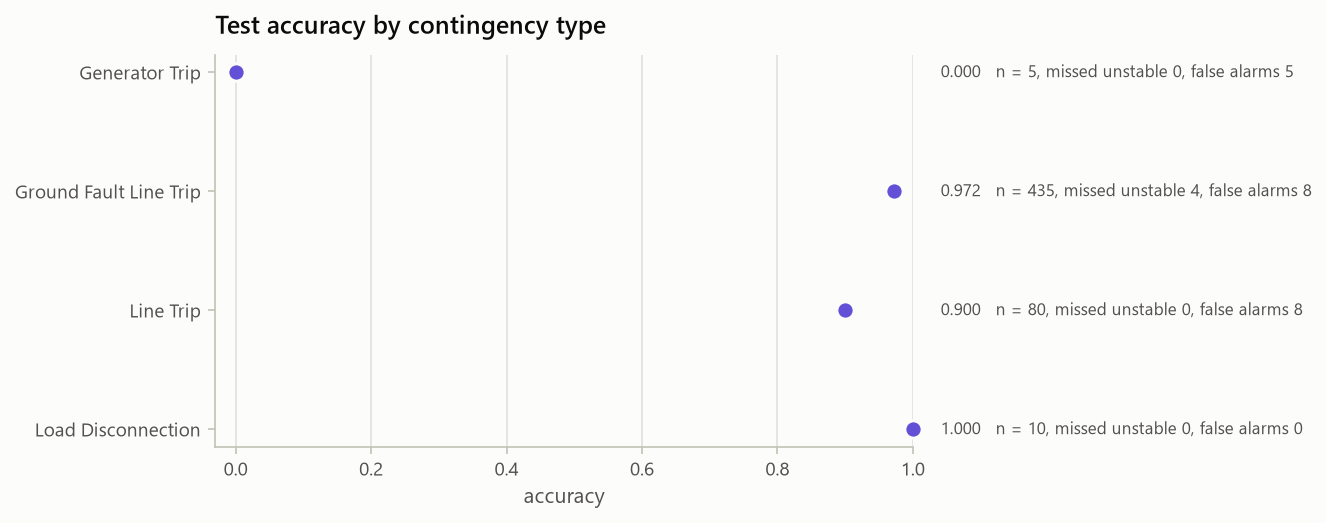 Test accuracy by contingency type
Generator Trip 0.000 n = 5, missed unstable 0, false alarms 5
Ground Fault Line Trip 0.972 n = 435, missed unstable 4, false alarms 8
Line Trip 0.900 n = 80, missed unstable 0, false alarms 8
Load Disconnection 1.000 n = 10, missed unstable 0, false alarms 0
0.0 0.2 0.4 0.6 0.8 1.0
accuracy